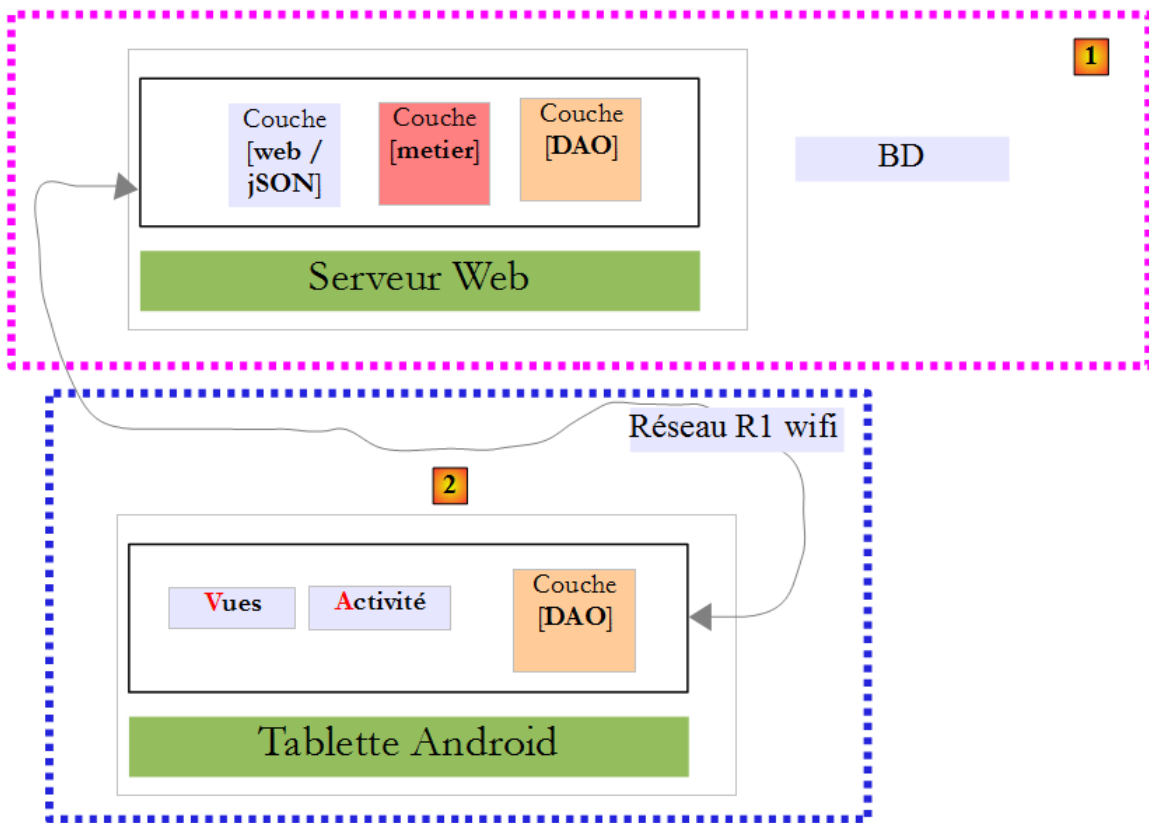 1
Couche
[web /
jSON]
Couche
[metier]
Couche
[DAO]
BD
Serveur Web
Réseau R1 wifi
2
Vues
Activité
Couche
[DAO]
Tablette Android